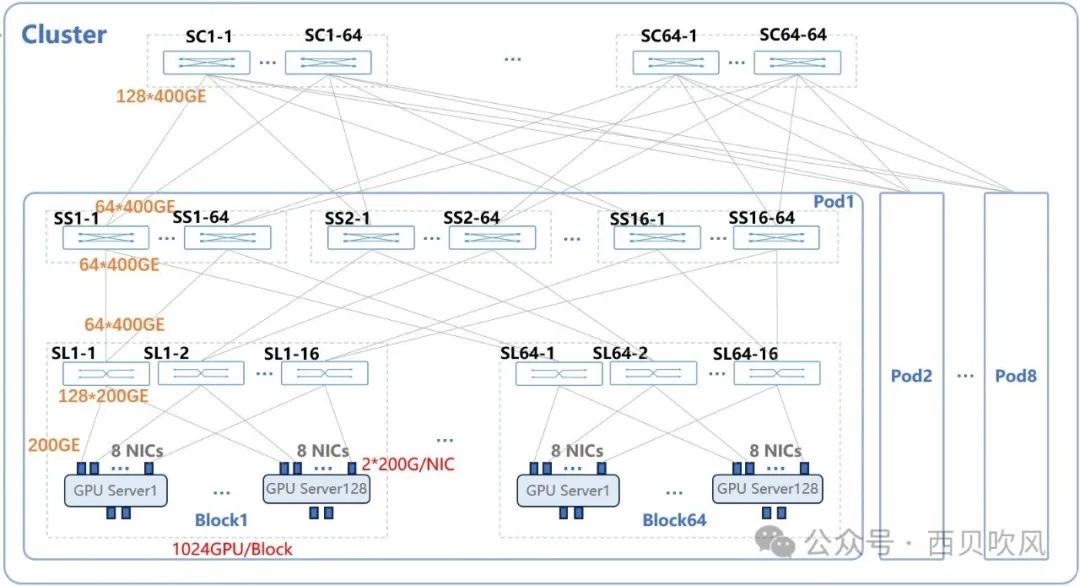 Cluster
SC1-1 SC1-64 SC64-1 SC64-64
... ... ...
128*400GE
Pod1
64*400GE
SS1-1 SS1-64 SS2-1 SS2-64 SS16-1 SS16-64
... ... ... ...
64*400GE
64*400GE
SL1-1 SL1-2 SL1-16 SL64-1 SL64-2 SL64-16
... ...
Pod2 ... Pod8
128*200GE
200GE
8 NICs 8 NICs 8 NICs 8 NICs
...
... ... 2*200G/NIC ... ...
GPU Server1 ... GPU Server128 GPU Server1 ... GPU Server128
Block1 Block64
1024GPU/Block
公众号 · 西贝吹风